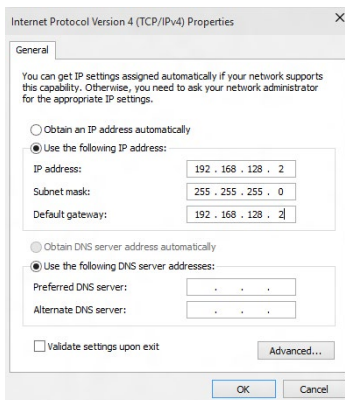 Internet Protocol Version 4 (TCP/IPv4) Properties
General
You can get IP settings assigned automatically if your network supports
this capability. Otherwise, you need to ask your network administrator
for the appropriate IP settings.
Obtain an IP address automatically
Use the following IP address:
IP address: 192 . 168 . 128 . 2
Subnet mask: 255 . 255 . 255 . 0
Default gateway: 192 . 168 . 128 . 2
Obtain DNS server address automatically
Use the following DNS server addresses:
Preferred DNS server: . . .
Alternate DNS server: . . .
Validate settings upon exit
Advanced...
OK Cancel